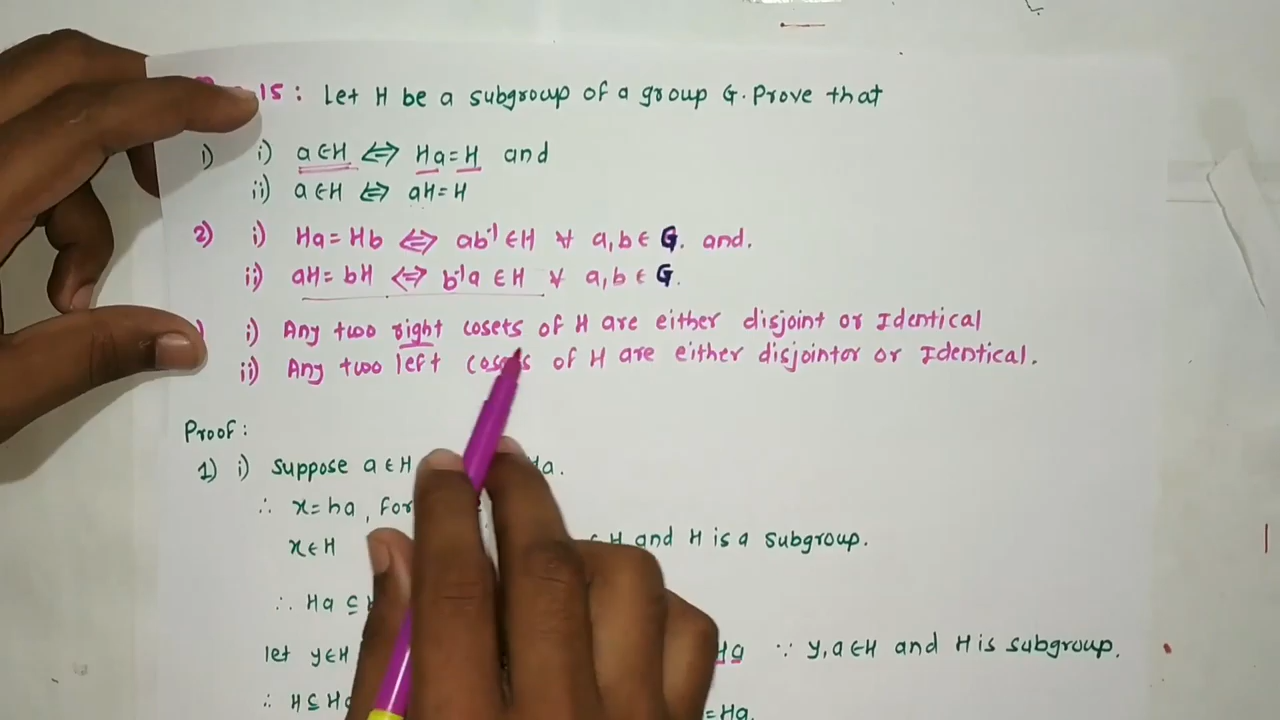 15: Let H be a subgroup of a group G. Prove that
1) i) a∈H ⇔ Ha=H and
ii) a∈H ⇔ aH=H
2) i) Ha=Hb ⇔ ab⁻¹∈H ∀ a,b∈G. and.
ii) aH=bH ⇔ b⁻¹a∈H ∀ a,b∈G.
) i) Any two right cosets of H are either disjoint or Identical
ii) Any two left cosets of H are either disjointor or Identical.
Proof:
1) i) Suppose a∈H Ha.
∴ x=ha, For
x∈H ∈H and H is a subgroup.
∴ Ha ⊆
let y∈H Ha ∵ y,a∈H and H is subgroup.
∴ H⊆Ha =Ha.